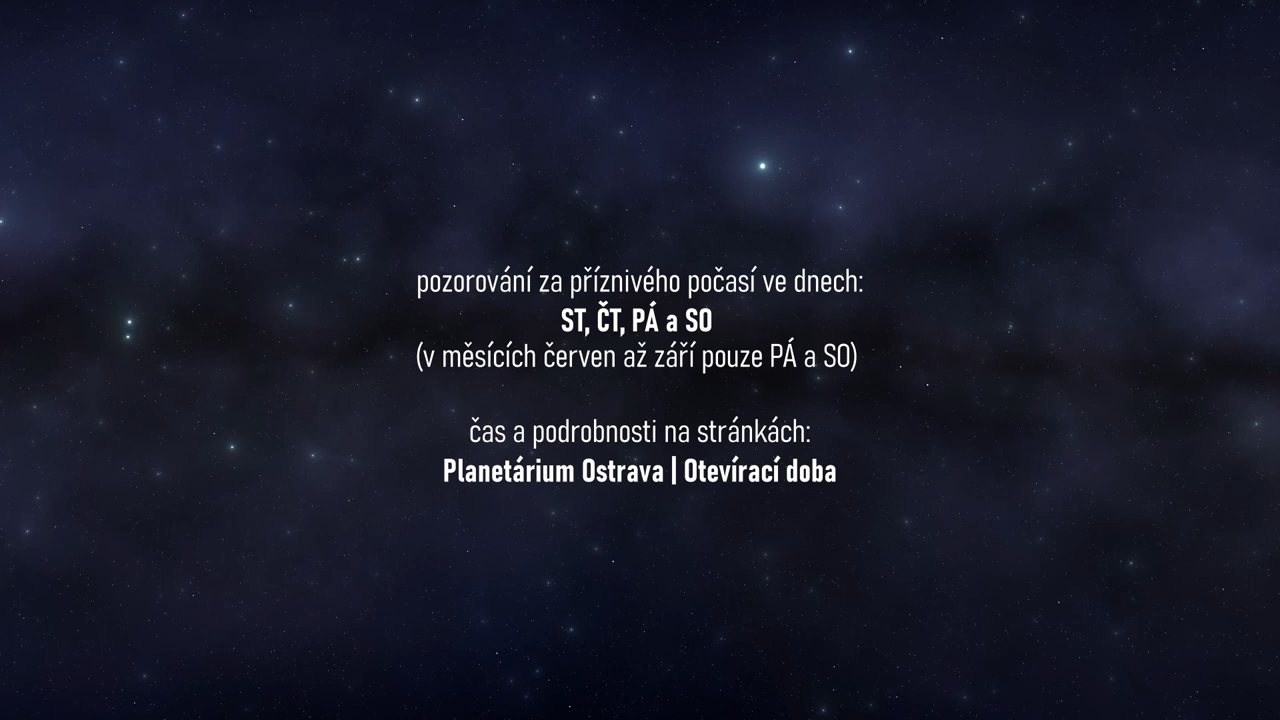 pozorování za příznivého počasí ve dnech:
ST, ČT, PÁ a SO
(v měsících červen až září pouze PÁ a SO)
čas a podrobnosti na stránkách:
Planetárium Ostrava | Otevírací doba